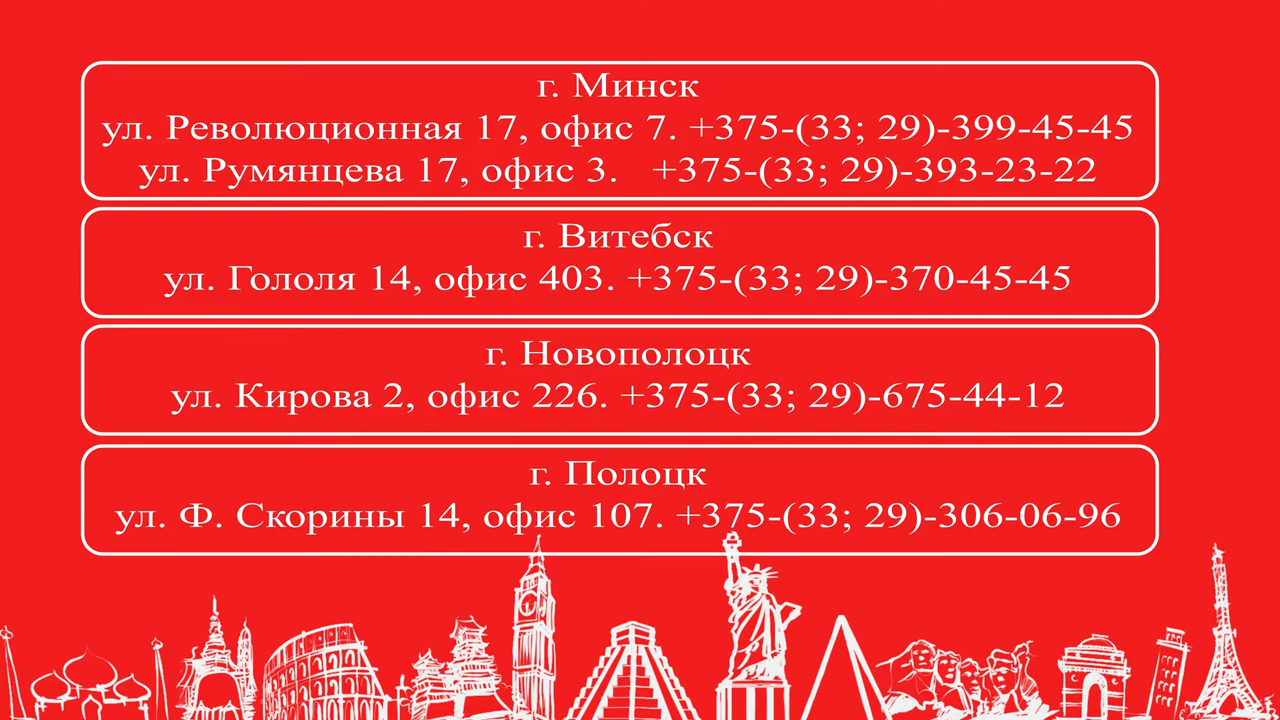 г. Минск
ул. Революционная 17, офис 7. +375-(33; 29)-399-45-45
ул. Румянцева 17, офис 3. +375-(33; 29)-393-23-22
г. Витебск
ул. Гололя 14, офис 403. +375-(33; 29)-370-45-45
г. Новополоцк
ул. Кирова 2, офис 226. +375-(33; 29)-675-44-12
г. Полоцк
ул. Ф. Скорины 14, офис 107. +375-(33; 29)-306-06-96